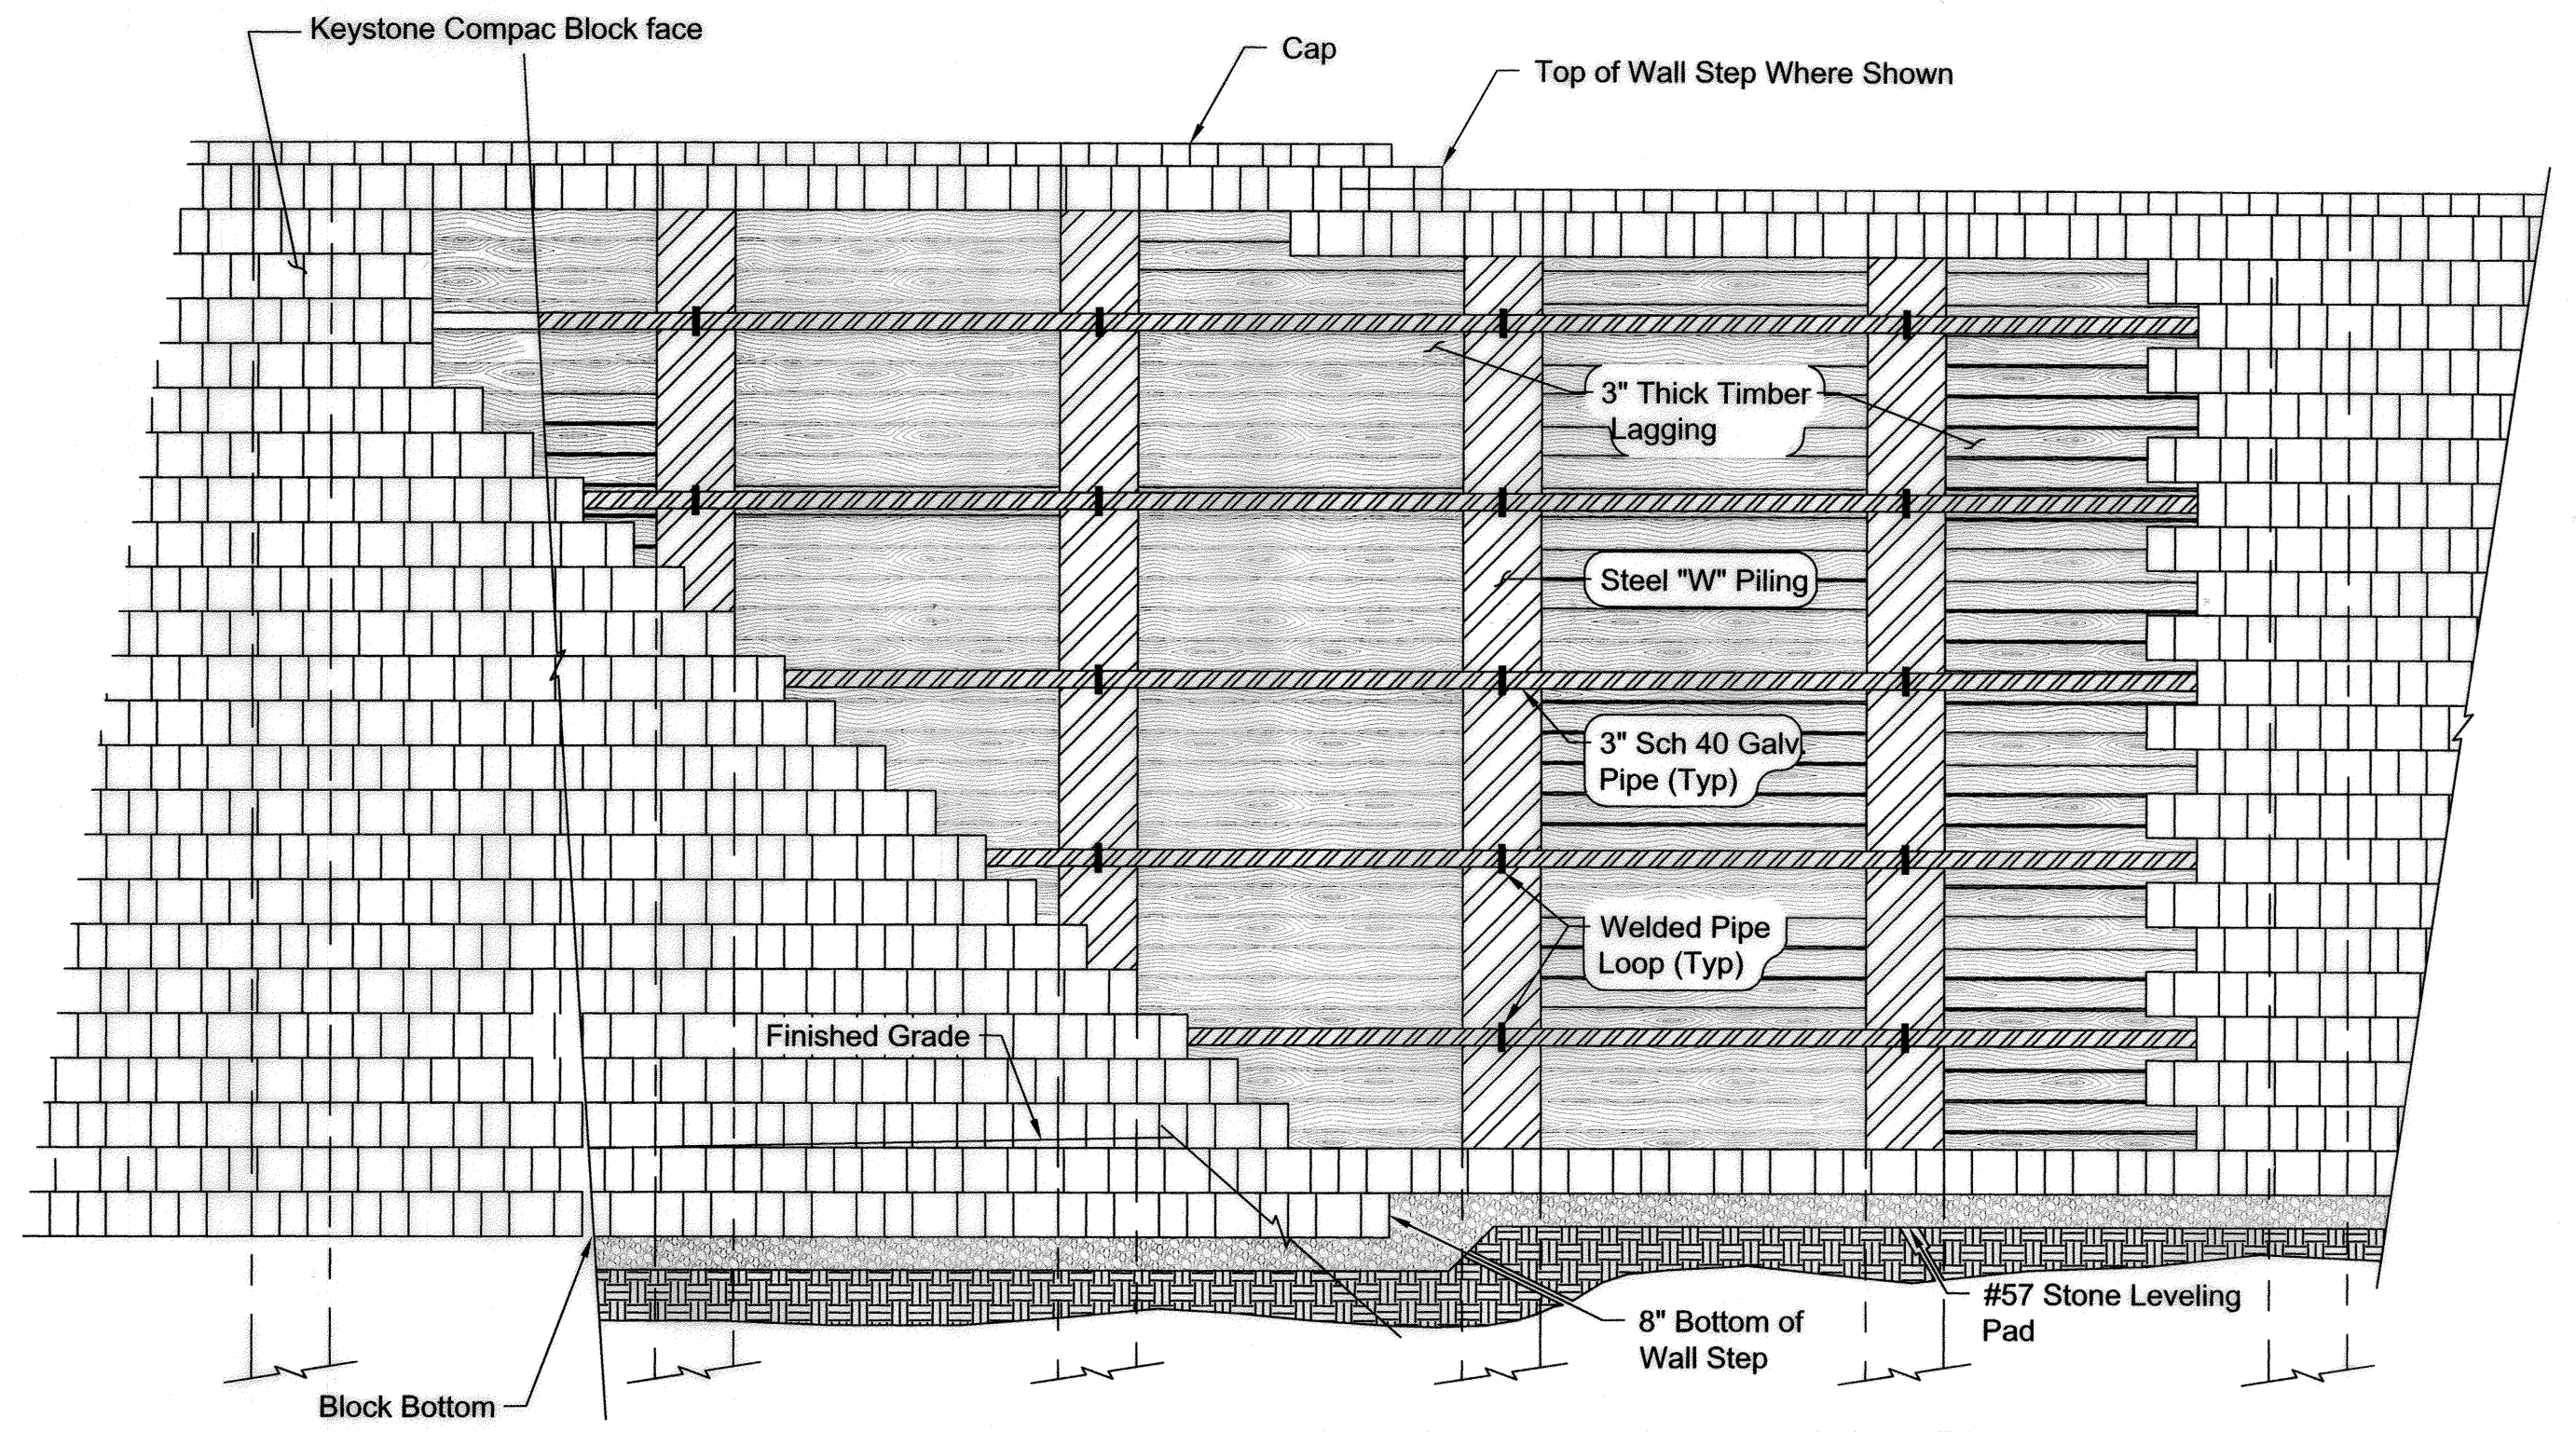 Keystone Compac Block face
Cap
Top of Wall Step Where Shown
3" Thick Timber
Lagging
Steel "W" Piling
3" Sch 40 Galv.
Pipe (Typ)
Welded Pipe
Loop (Typ)
Finished Grade
#57 Stone Leveling
Pad
8" Bottom of
Wall Step
Block Bottom